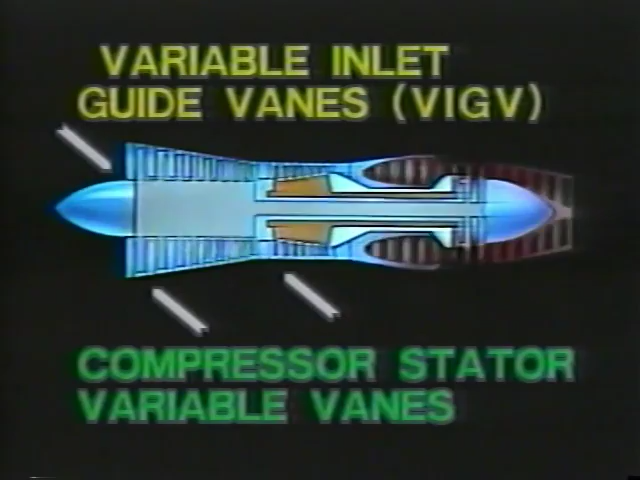 VARIABLE INLET
GUIDE VANES (VIGV)
COMPRESSOR STATOR
VARIABLE VANES